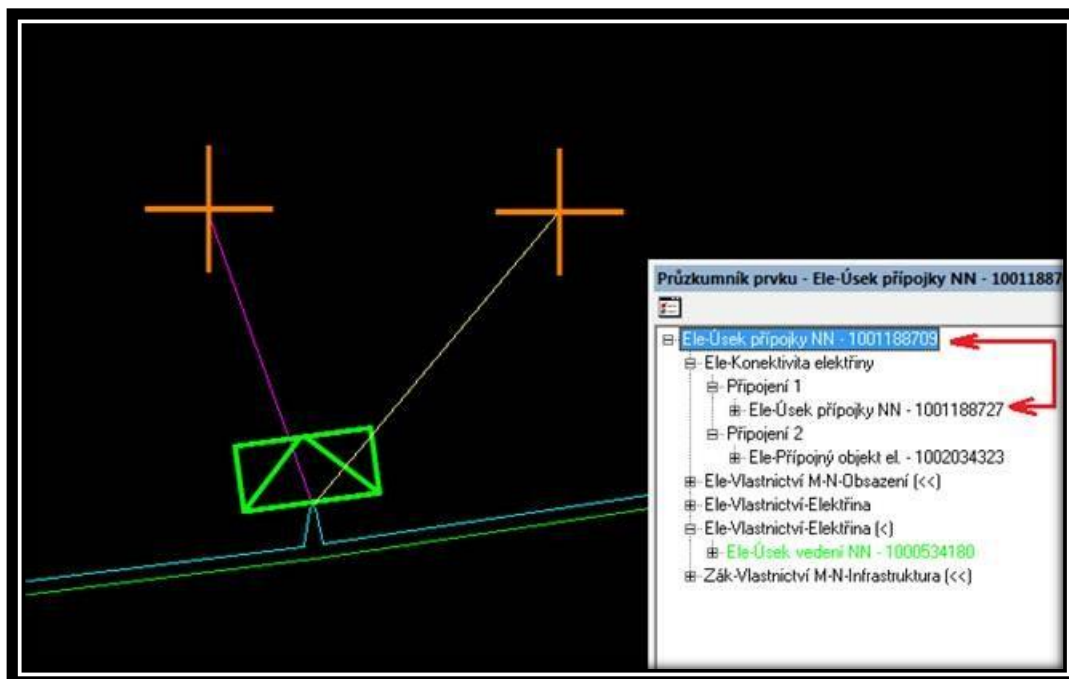 Průzkumník prvku - Ele-Úsek přípojky NN - 10011887
Ele-Úsek přípojky NN - 1001188709
Ele-Konektivita elektřiny
Připojení 1
Ele-Úsek přípojky NN - 1001188727
Připojení 2
Ele-Přípojný objekt el. - 1002034323
Ele-Vlastnictví M-N-Obsazení (<<)
Ele-Vlastnictví-Elektřina
Ele-Vlastnictví-Elektřina (<)
Ele-Úsek vedení NN - 1000534180
Zák-Vlastnictví M-N-Infrastruktura (<<)